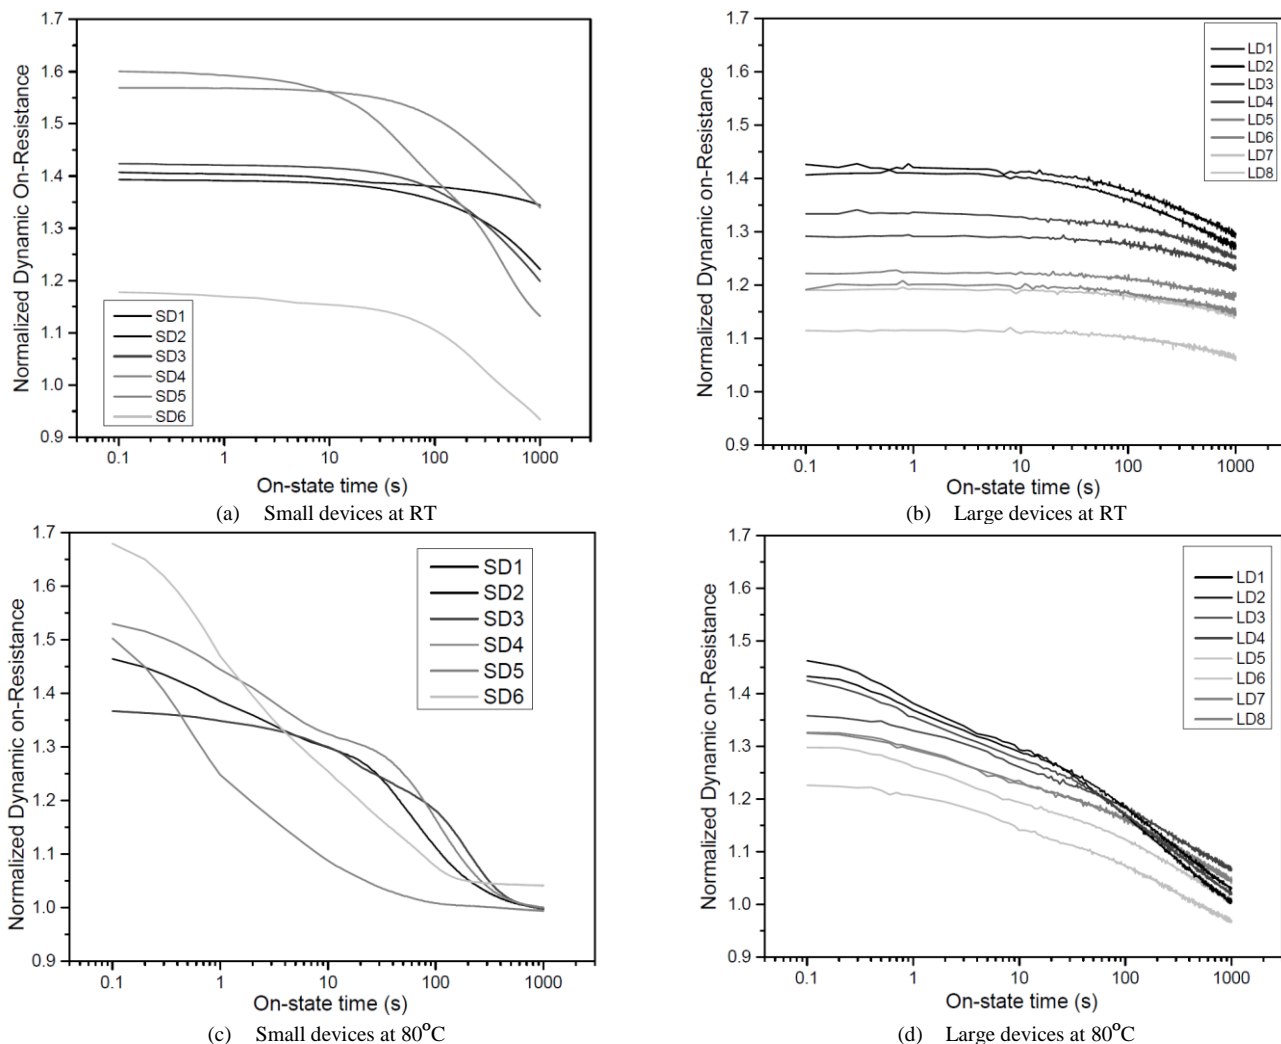 1.7
1.6
1.5
1.4
1.3
1.2
1.1
1.0
0.9
Normalized Dynamic On-Resistance
SD1
SD2
SD3
SD4
SD5
SD6
0.1 1 10 100 1000
On-state time (s)
(a) Small devices at RT
1.7
1.6
1.5
1.4
1.3
1.2
1.1
1.0
0.9
Normalized Dynamic on-Resistance
LD1
LD2
LD3
LD4
LD5
LD6
LD7
LD8
0.1 1 10 100 1000
On-state time (s)
(b) Large devices at RT
1.7
1.6
1.5
1.4
1.3
1.2
1.1
1.0
0.9
Normalized Dynamic on-Resistance
SD1
SD2
SD3
SD4
SD5
SD6
0.1 1 10 100 1000
On-state time (s)
(c) Small devices at 80°C
1.7
1.6
1.5
1.4
1.3
1.2
1.1
1.0
0.9
Normalized Dynamic on-Resistance
LD1
LD2
LD3
LD4
LD5
LD6
LD7
LD8
0.1 1 10 100 1000
On-state time (s)
(d) Large devices at 80°C